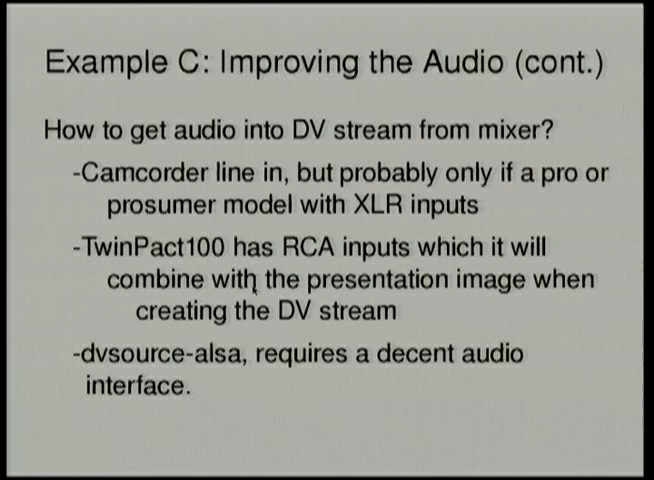 Example C: Improving the Audio (cont.)
How to get audio into DV stream from mixer?
-Camcorder line in, but probably only if a pro or
prosumer model with XLR inputs
-TwinPact100 has RCA inputs which it will
combine with the presentation image when
creating the DV stream
-dvsource-alsa, requires a decent audio
interface.